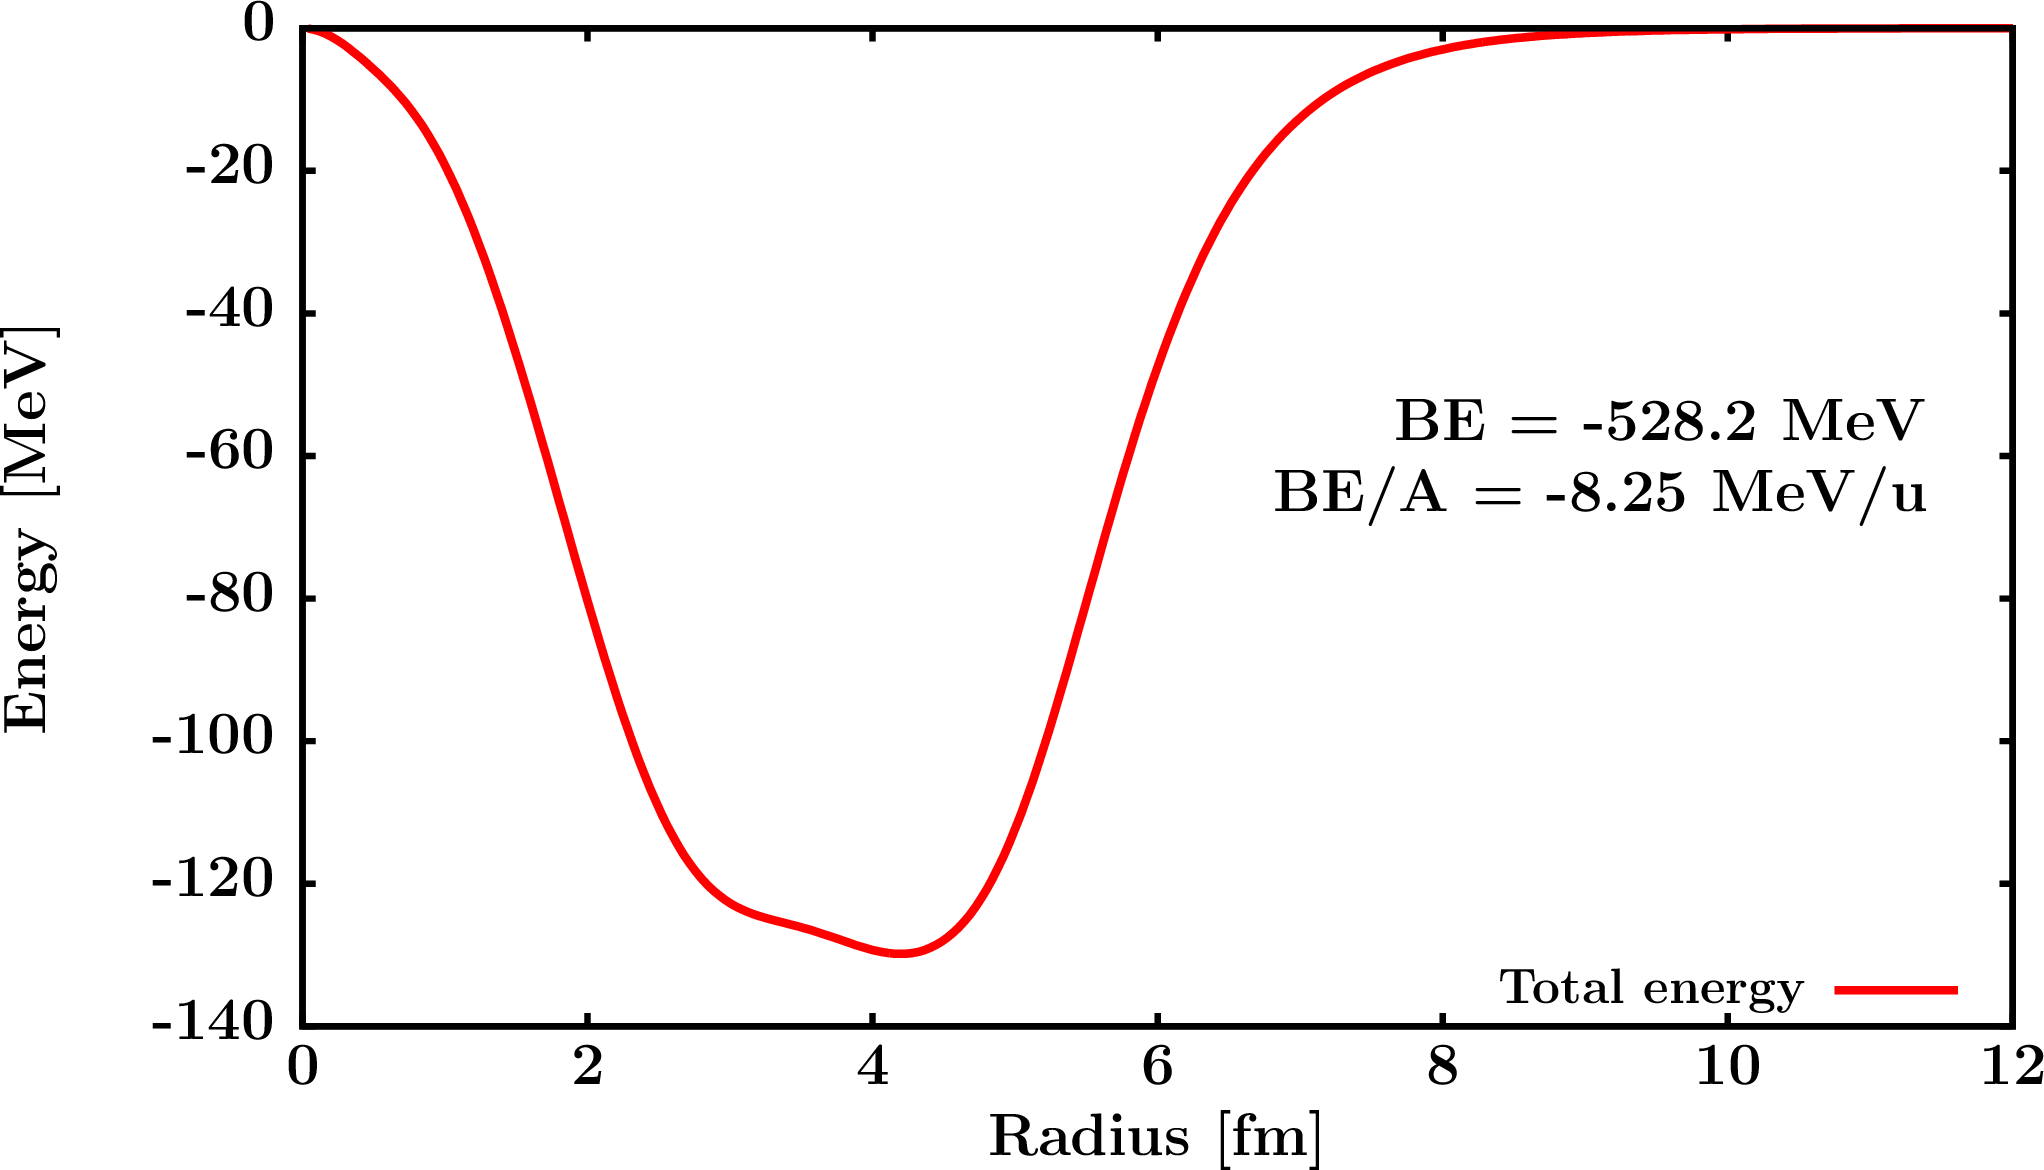 0
-20
-40
-60
-80
-100
-120
-140
Energy [MeV]
BE = -528.2 MeV
BE/A = -8.25 MeV/u
Total energy
0 2 4 6 8 10 12
Radius [fm]